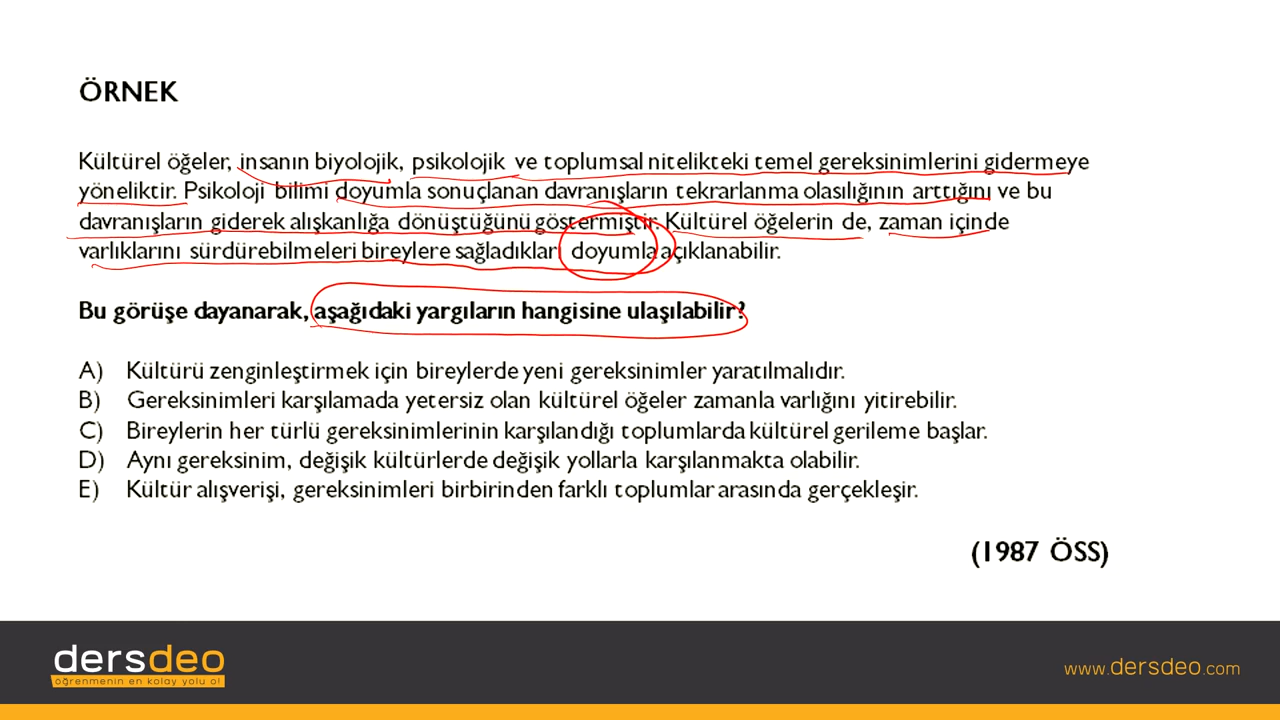 ÖRNEK
Kültürel öğeler, insanın biyolojik, psikolojik ve toplumsal nitelikteki temel gereksinimlerini gidermeye
yöneliktir. Psikoloji bilimi doyumla sonuçlanan davranışların tekrarlanma olasılığının arttığını ve bu
davranışların giderek alışkanlığa dönüştüğünü göstermiştir. Kültürel öğelerin de, zaman içinde
varlıklarını sürdürebilmeleri bireylere sağladıkları doyumla açıklanabilir.
Bu görüşe dayanarak, aşağıdaki yargıların hangisine ulaşılabilir?
A) Kültürü zenginleştirmek için bireylerde yeni gereksinimler yaratılmalıdır.
B) Gereksinimleri karşılamada yetersiz olan kültürel öğeler zamanla varlığını yitirebilir.
C) Bireylerin her türlü gereksinimlerinin karşılandığı toplumlarda kültürel gerileme başlar.
D) Aynı gereksinim, değişik kültürlerde değişik yollarla karşılanmakta olabilir.
E) Kültür alışverişi, gereksinimleri birbirinden farklı toplumlar arasında gerçekleşir.
(1987 ÖSS)
dersdeo
öğrenmenin en kolay yolu o!
www.dersdeo.com